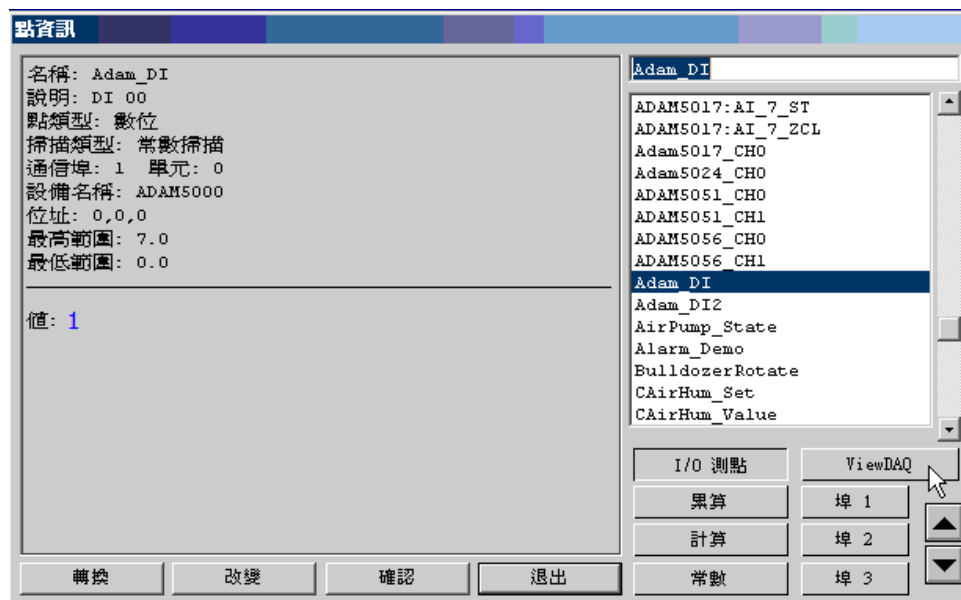 點資訊
名稱: Adam_DI
說明: DI 00
點類型: 數位
掃描類型: 常數掃描
通信埠: 1 單元: 0
設備名稱: ADAM5000
位址: 0,0,0
最高範圍: 7.0
最低範圍: 0.0
值: 1
Adam_DI
ADAM5017:AI_7_ST
ADAM5017:AI_7_ZCL
Adam5017_CH0
Adam5024_CH0
ADAM5051_CH0
ADAM5051_CH1
ADAM5056_CH0
ADAM5056_CH1
Adam_DI
Adam_DI2
AirPump_State
Alarm_Demo
BulldozerRotate
CAirHum_Set
CAirHum_Value
I/O 測點 ViewDAQ
累算 埠 1
計算 埠 2
常數 埠 3
轉換 改變 確認 退出